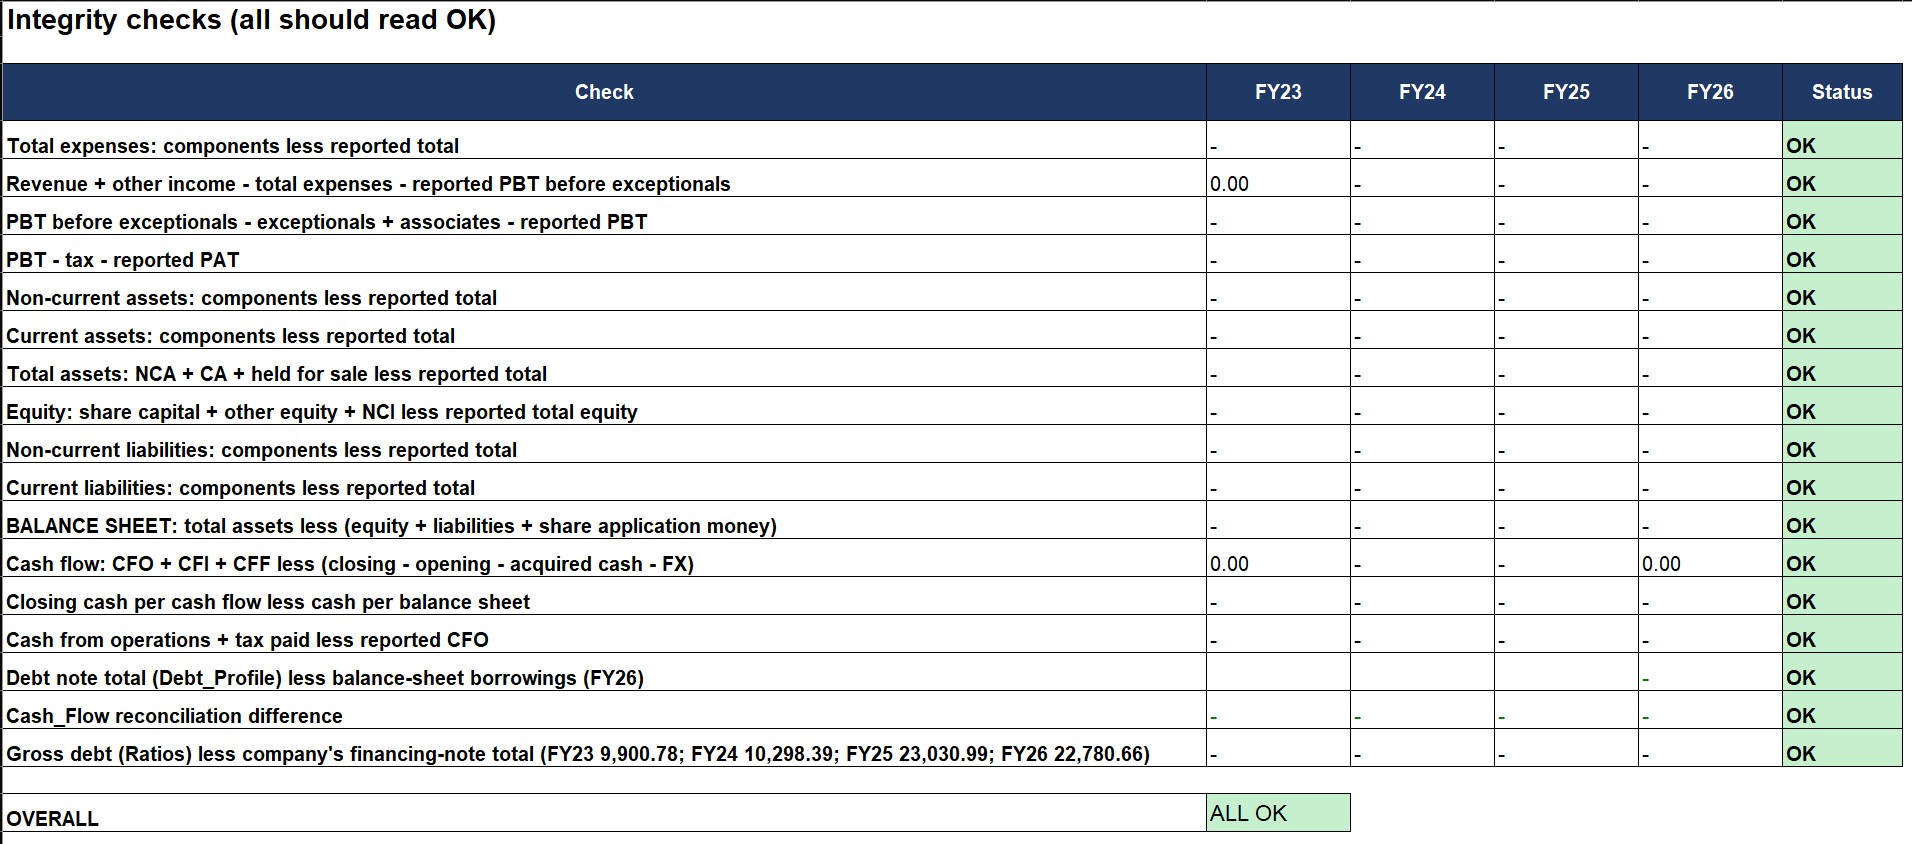 Integrity checks (all should read OK)
Check FY23 FY24 FY25 FY26 Status
Total expenses: components less reported total - - - - OK
Revenue + other income - total expenses - reported PBT before exceptionals 0.00 - - - OK
PBT before exceptionals - exceptionals + associates - reported PBT - - - - OK
PBT - tax - reported PAT - - - - OK
Non-current assets: components less reported total - - - - OK
Current assets: components less reported total - - - - OK
Total assets: NCA + CA + held for sale less reported total - - - - OK
Equity: share capital + other equity + NCI less reported total equity - - - - OK
Non-current liabilities: components less reported total - - - - OK
Current liabilities: components less reported total - - - - OK
BALANCE SHEET: total assets less (equity + liabilities + share application money) - - - - OK
Cash flow: CFO + CFI + CFF less (closing - opening - acquired cash - FX) 0.00 - - 0.00 OK
Closing cash per cash flow less cash per balance sheet - - - - OK
Cash from operations + tax paid less reported CFO - - - - OK
Debt note total (Debt_Profile) less balance-sheet borrowings (FY26) - OK
Cash_Flow reconciliation difference - - - - OK
Gross debt (Ratios) less company's financing-note total (FY23 9,900.78; FY24 10,298.39; FY25 23,030.99; FY26 22,780.66) - - - - OK
OVERALL ALL OK